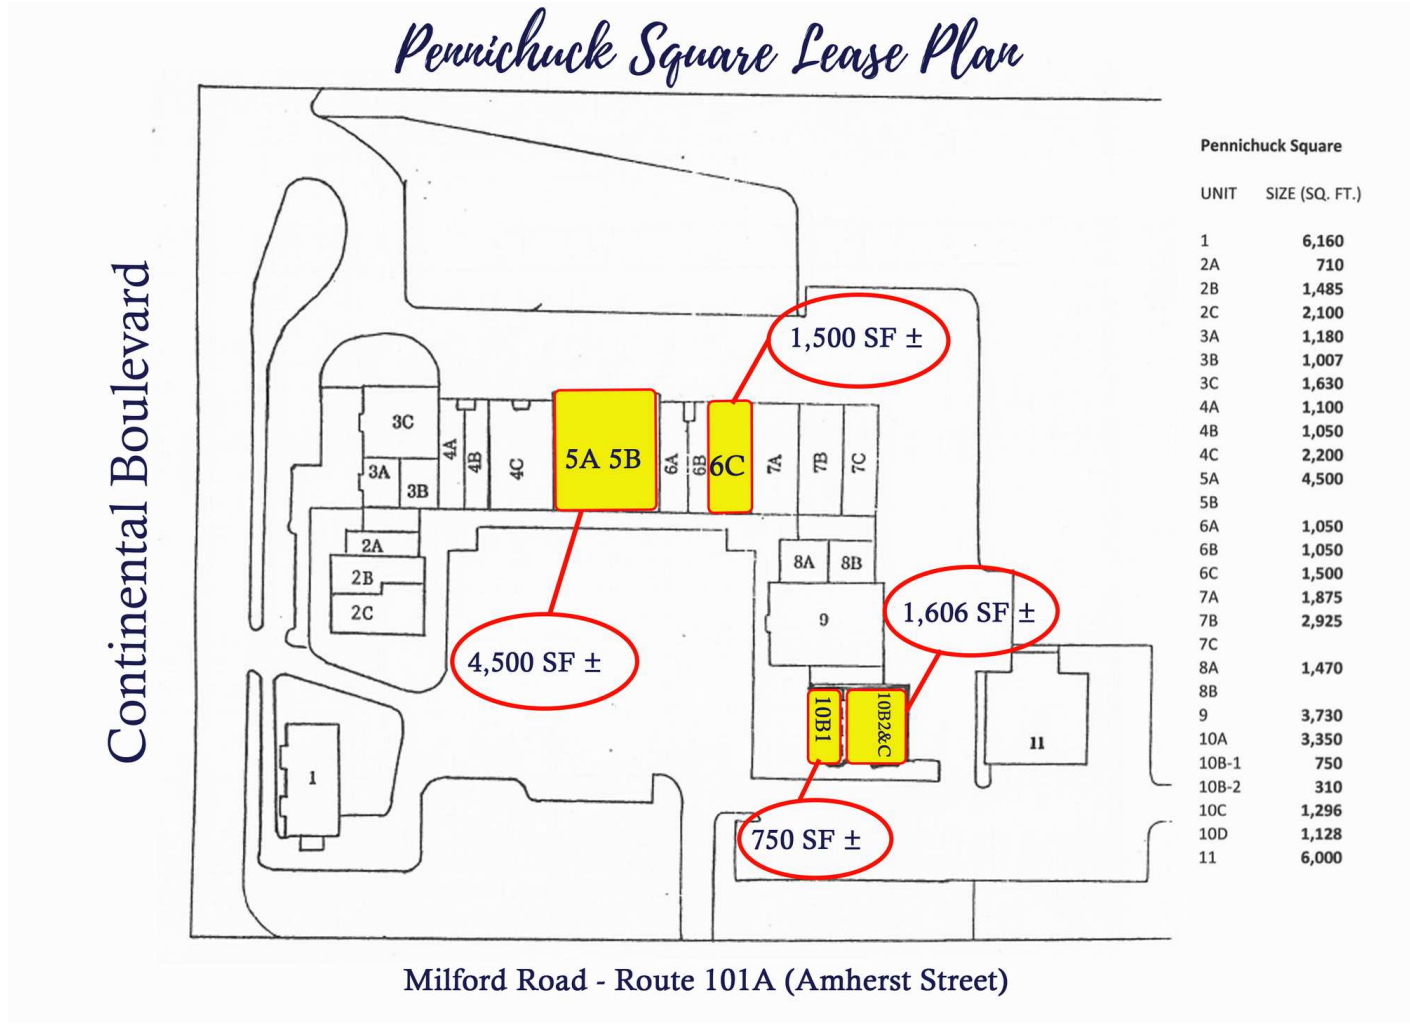 Pennichuck Square Lease Plan
Continental Boulevard
Pennichuck Square
UNIT SIZE (SQ. FT.)
1 6,160
2A 710
2B 1,485
2C 2,100
3A 1,180
3B 1,007
3C 1,630
4A 1,100
4B 1,050
4C 2,200
5A 4,500
5B
6A 1,050
6B 1,050
6C 1,500
7A 1,875
7B 2,925
7C
8A 1,470
8B
9 3,730
10A 3,350
10B-1 750
10B-2 310
10C 1,296
10D 1,128
11 6,000
1,500 SF ±
3C
3A
3B
4A
4B
4C
5A 5B
6A
6B
6C
7A
7B
7C
2A
2B
2C
8A
8B
9
1,606 SF ±
4,500 SF ±
10B1
10B2&C
11
1
750 SF ±
Milford Road - Route 101A (Amherst Street)